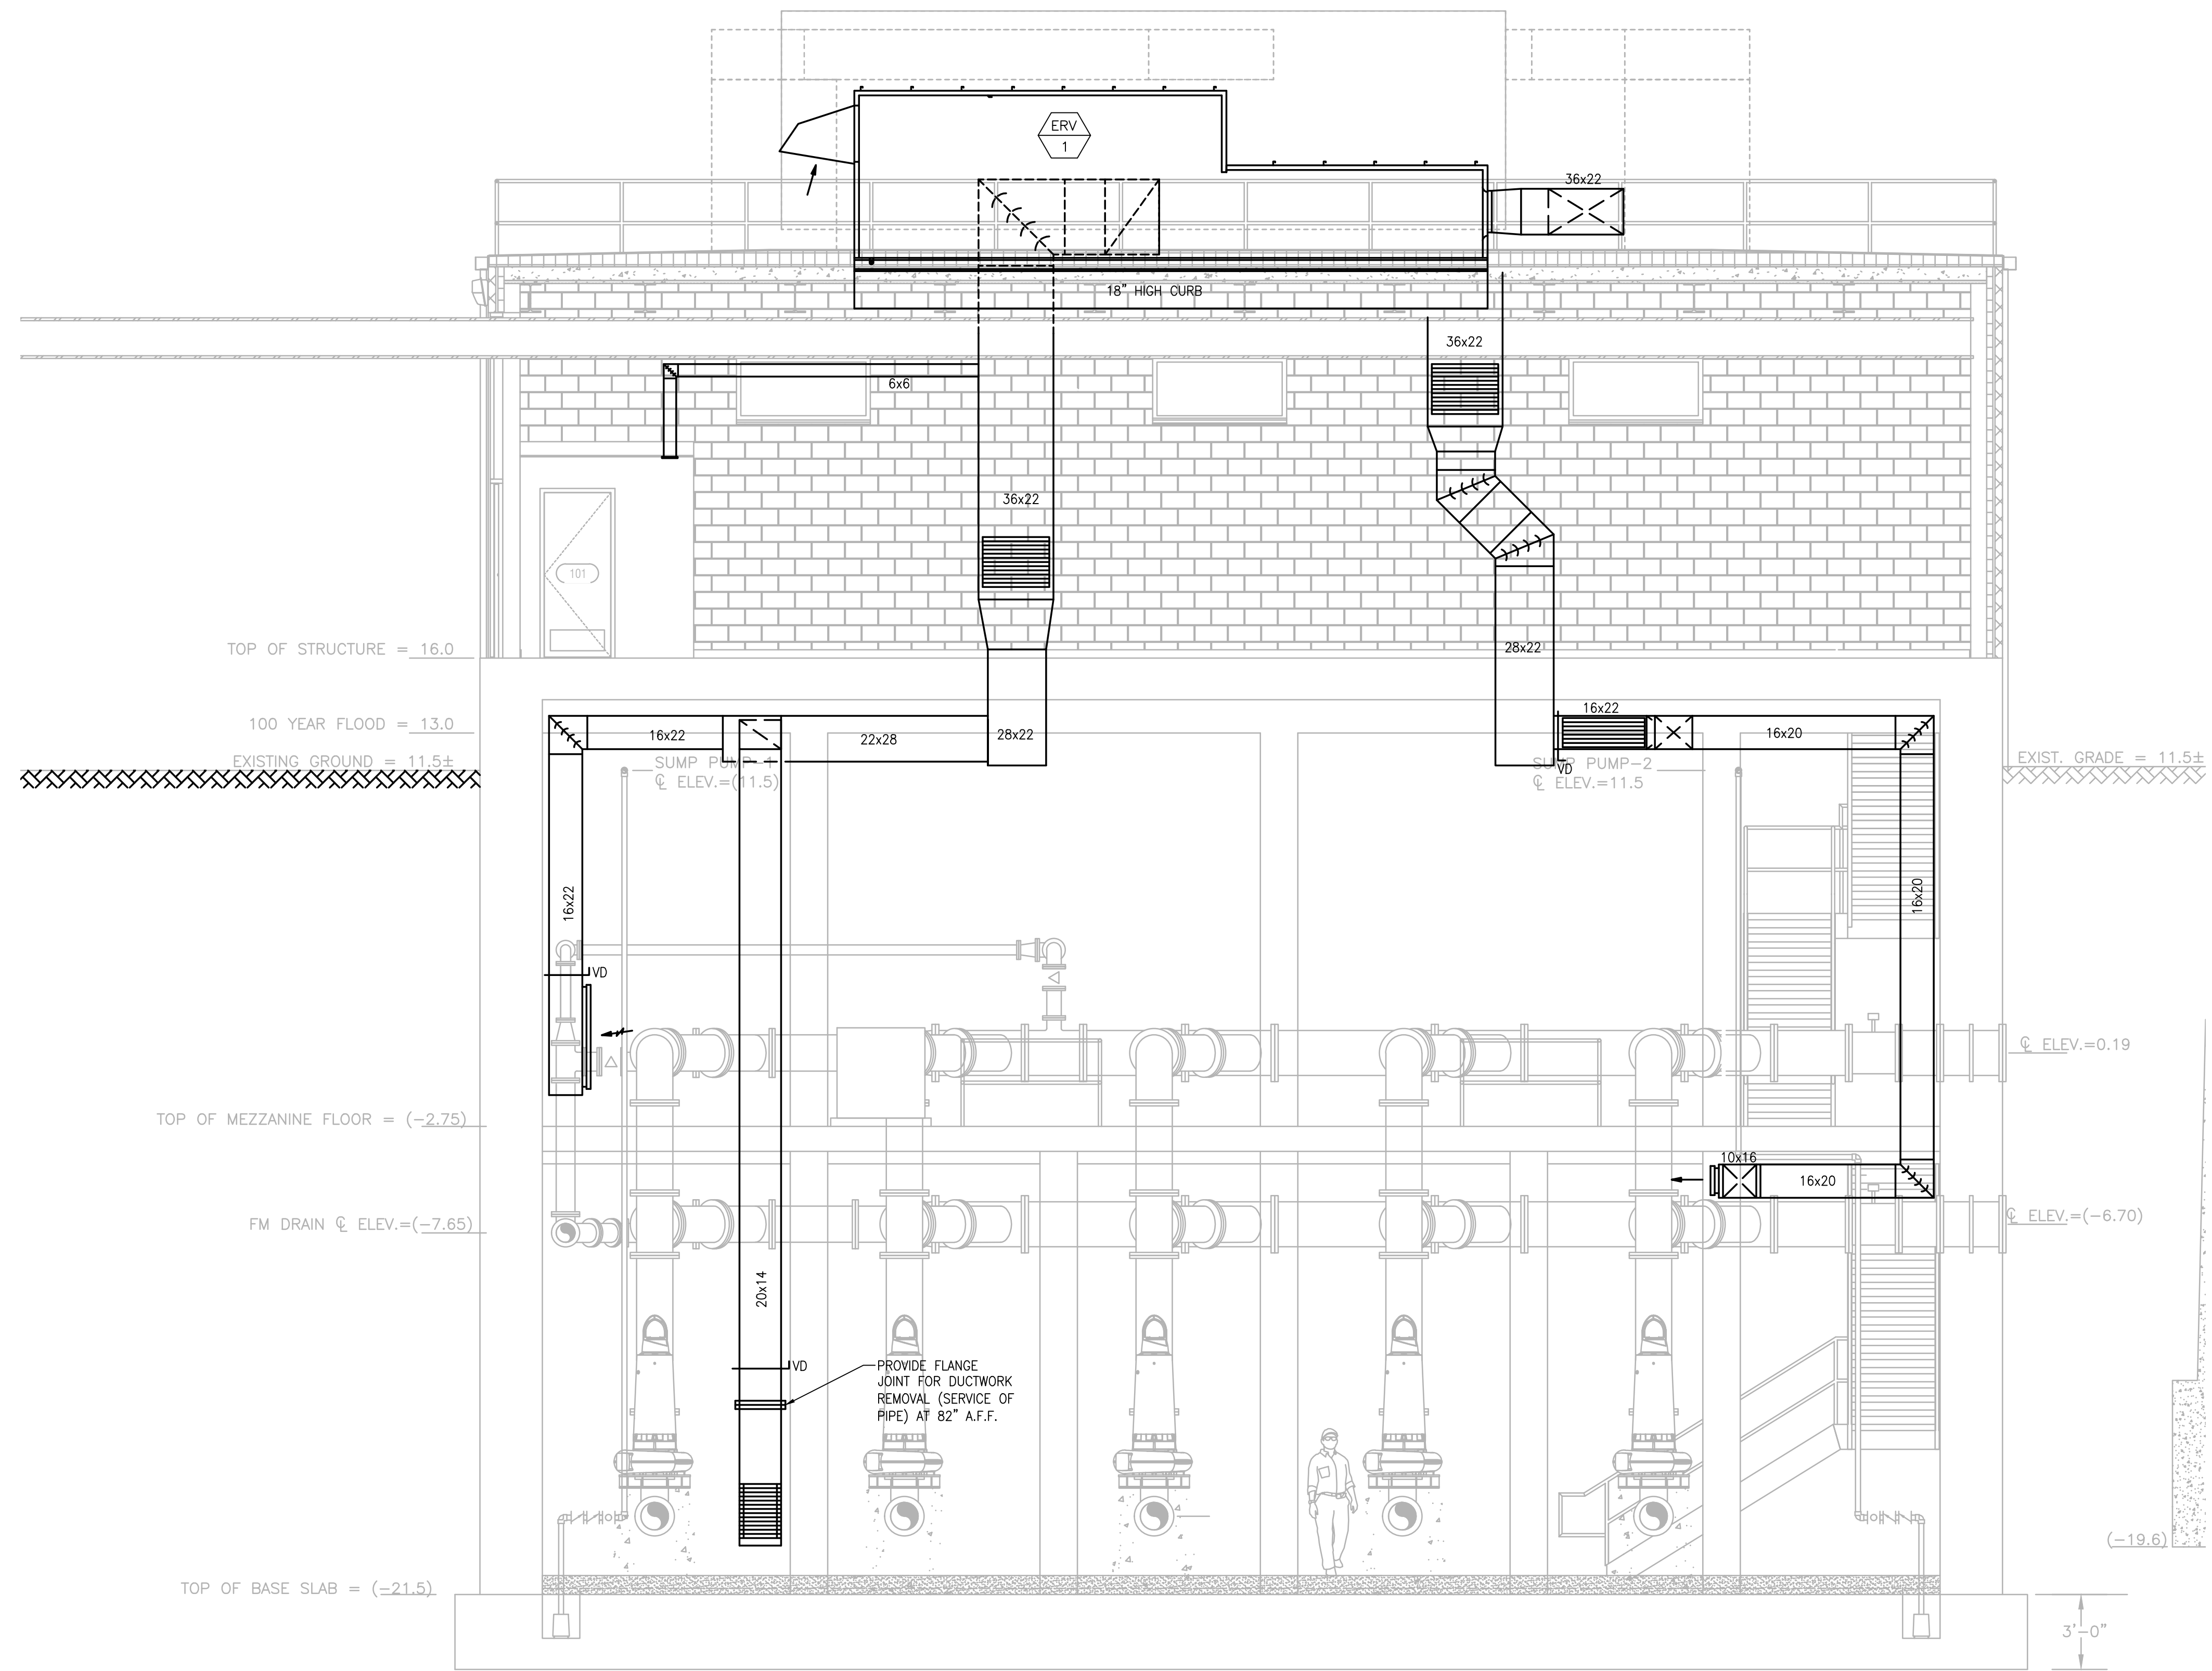 ERV
1
36x22
18" HIGH CURB
36x22
6x6
36x22
101
TOP OF STRUCTURE = 16.0
28x22
100 YEAR FLOOD = 13.0
16x22
22x28
28x22
16x22
16x20
EXISTING GROUND = 11.5±
SUMP PUMP-1
℄ ELEV.=(11.5)
SUMP PUMP-2
℄ ELEV.=11.5
VD
EXIST. GRADE = 11.5±
16x22
16x20
VD
℄ ELEV.=0.19
TOP OF MEZZANINE FLOOR = (-2.75)
10x16
16x20
FM DRAIN ℄ ELEV.=(-7.65)
℄ ELEV.=(-6.70)
20x14
VD
PROVIDE FLANGE
JOINT FOR DUCTWORK
REMOVAL (SERVICE OF
PIPE) AT 82" A.F.F.
(-19.6)
TOP OF BASE SLAB = (-21.5)
3'-0"